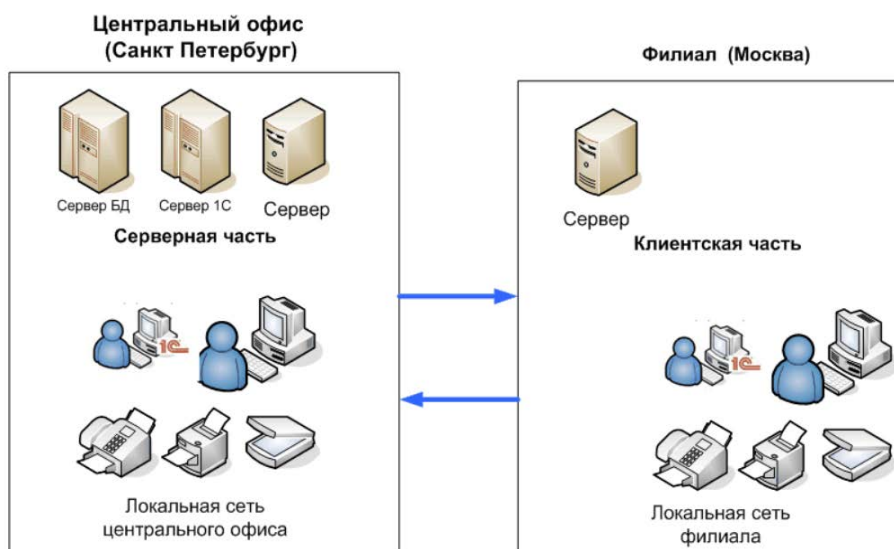 Центральный офис
(Санкт Петербург)
Сервер БД
Сервер 1С
Сервер
Серверная часть
1С
Локальная сеть
центрального офиса
Филиал (Москва)
Сервер
Клиентская часть
1С
Локальная сеть
филиала